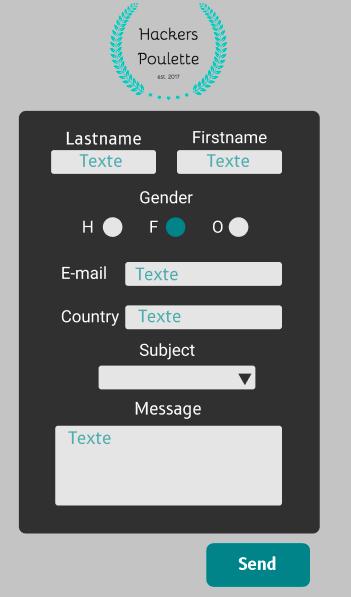 Hackers
Poulette
est. 2017
Lastname Firstname
Texte Texte
Gender
H F O
E-mail Texte
Country Texte
Subject
Message
Texte
Send